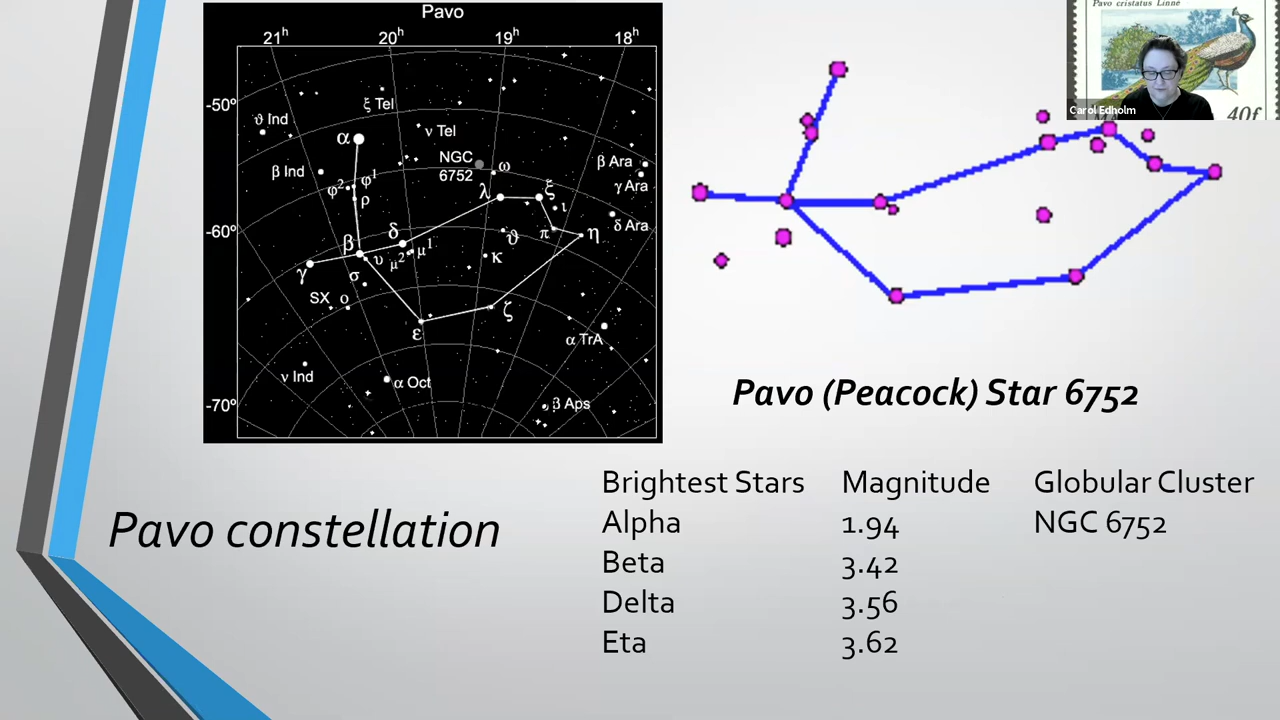 Pavo
21h 20h 19h 18h
-50°
ξ Tel
ϑ Ind
α
ν Tel
NGC
6752
ω
β Ind
φ² φ¹
ρ
λ ξ
β Ara
γ Ara
ι
δ Ara
-60°
δ
β
ϑ π η
γ
υ μ² μ¹
κ
σ
SX ο
ε
ζ
α TrA
ν Ind
α Oct
-70°
β Aps
Pavo cristatus Linné
Carol Edholm
40f
Pavo (Peacock) Star 6752
Pavo constellation
Brightest Stars Magnitude Globular Cluster
Alpha 1.94 NGC 6752
Beta 3.42
Delta 3.56
Eta 3.62